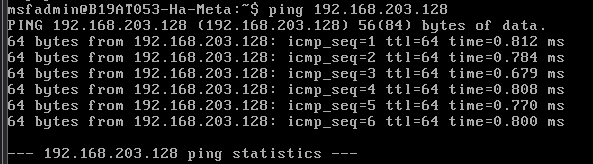 msfadmin@B19AT053-Ha-Meta:~$ ping 192.168.203.128
PING 192.168.203.128 (192.168.203.128) 56(84) bytes of data.
64 bytes from 192.168.203.128: icmp_seq=1 ttl=64 time=0.812 ms
64 bytes from 192.168.203.128: icmp_seq=2 ttl=64 time=0.784 ms
64 bytes from 192.168.203.128: icmp_seq=3 ttl=64 time=0.679 ms
64 bytes from 192.168.203.128: icmp_seq=4 ttl=64 time=0.808 ms
64 bytes from 192.168.203.128: icmp_seq=5 ttl=64 time=0.770 ms
64 bytes from 192.168.203.128: icmp_seq=6 ttl=64 time=0.800 ms
--- 192.168.203.128 ping statistics ---